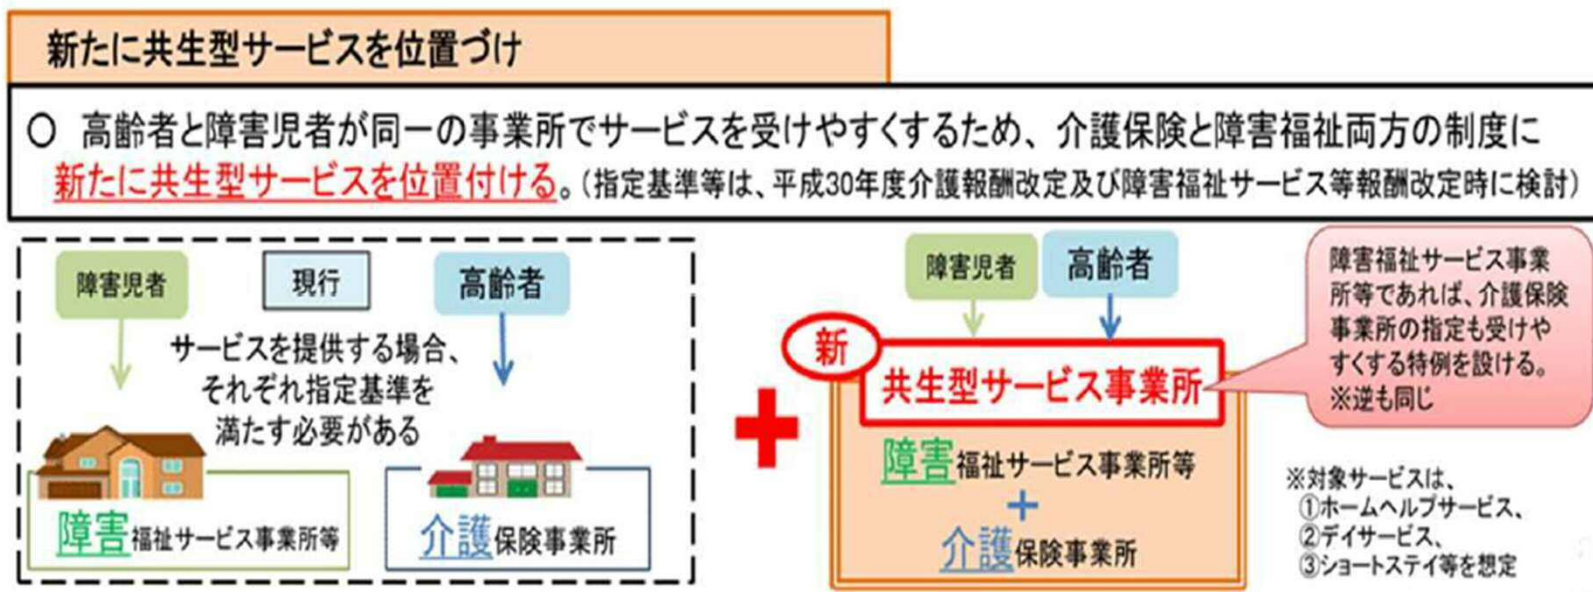 新たに共生型サービスを位置づけ
○ 高齢者と障害児者が同一の事業所でサービスを受けやすくするため、介護保険と障害福祉両方の制度に
新たに共生型サービスを位置付ける。(指定基準等は、平成30年度介護報酬改定及び障害福祉サービス等報酬改定時に検討)
障害児者
現行
高齢者
サービスを提供する場合、
それぞれ指定基準を
満たす必要がある
障害福祉サービス事業所等
介護保険事業所
+
障害児者
高齢者
新
共生型サービス事業所
障害福祉サービス事業所等
+
介護保険事業所
障害福祉サービス事業
所等であれば、介護保険
事業所の指定も受けや
すくする特例を設ける。
※逆も同じ
※対象サービスは、
①ホームヘルプサービス、
②デイサービス、
③ショートステイ等を想定